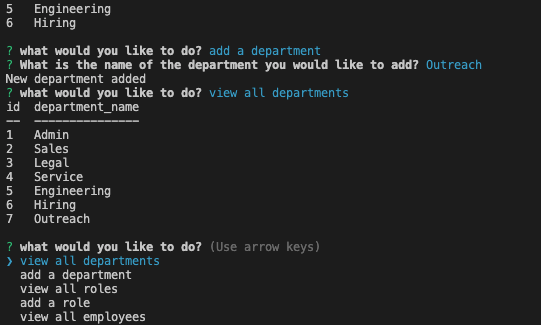 5   Engineering
6   Hiring
? what would you like to do? add a department
? What is the name of the department you would like to add? Outreach
New department added
? what would you like to do? view all departments
id  department_name
--  ---------------
1   Admin
2   Sales
3   Legal
4   Service
5   Engineering
6   Hiring
7   Outreach
? what would you like to do? (Use arrow keys)
❯ view all departments
  add a department
  view all roles
  add a role
  view all employees